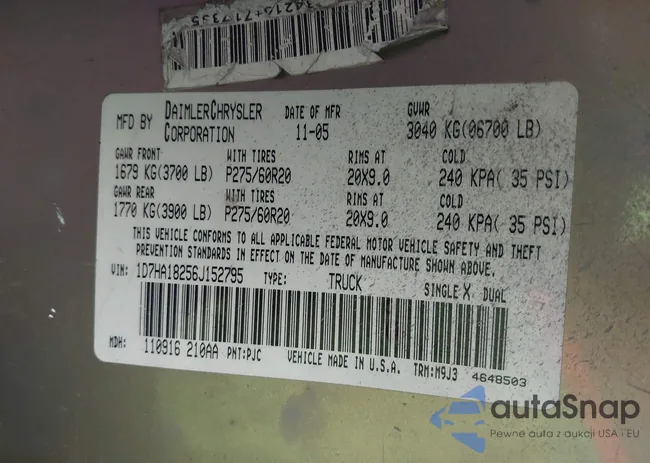 MFD BY DAIMLERCHRYSLER CORPORATION DATE OF MFR 11-05 GVWR 3040 KG(06700 LB)
GAWR FRONT WITH TIRES RIMS AT COLD
1679 KG(3700 LB) P275/60R20 20X9.0 240 KPA( 35 PSI)
GAWR REAR WITH TIRES RIMS AT COLD
1770 KG(3900 LB) P275/60R20 20X9.0 240 KPA( 35 PSI)
THIS VEHICLE CONFORMS TO ALL APPLICABLE FEDERAL MOTOR VEHICLE SAFETY AND THEFT
PREVENTION STANDARDS IN EFFECT ON THE DATE OF MANUFACTURE SHOWN ABOVE.
VIN: 1D7HA18256J152795 TYPE: TRUCK SINGLE X DUAL
MDH: 110916 210AA PNT:PJC VEHICLE MADE IN U.S.A. TRM:M9J3 4648503
autaSnap
Pewne auta z aukcji USA i EU